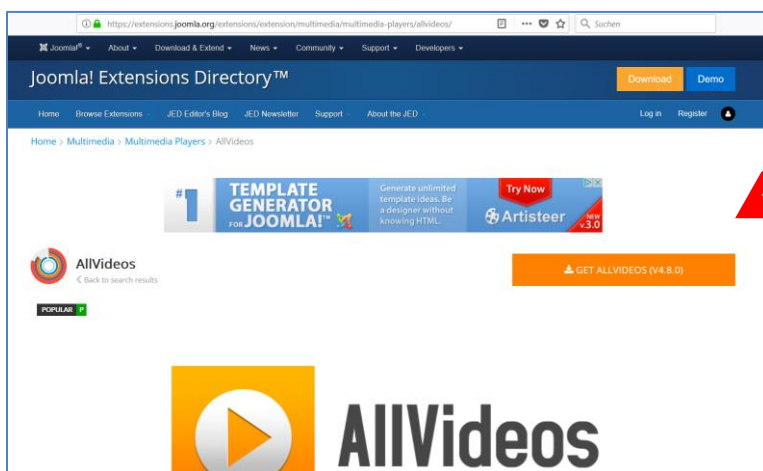 https://extensions.joomla.org/extensions/extension/multimedia/multimedia-players/allvideos/
Suchen
Joomla!® About Download & Extend News Community Support Developers
Joomla! Extensions Directory™
Download Demo
Home Browse Extensions JED Editor's Blog JED Newsletter Support About the JED Log in Register
Home > Multimedia > Multimedia Players > AllVideos
#1 TEMPLATE GENERATOR FOR JOOMLA!™
Generate unlimited
template ideas. Be
a designer without
knowing HTML.
Try Now
Artisteer
NEW
v.3.0
AllVideos
< Back to search results
GET ALLVIDEOS (V4.8.0)
POPULAR P
AllVideos